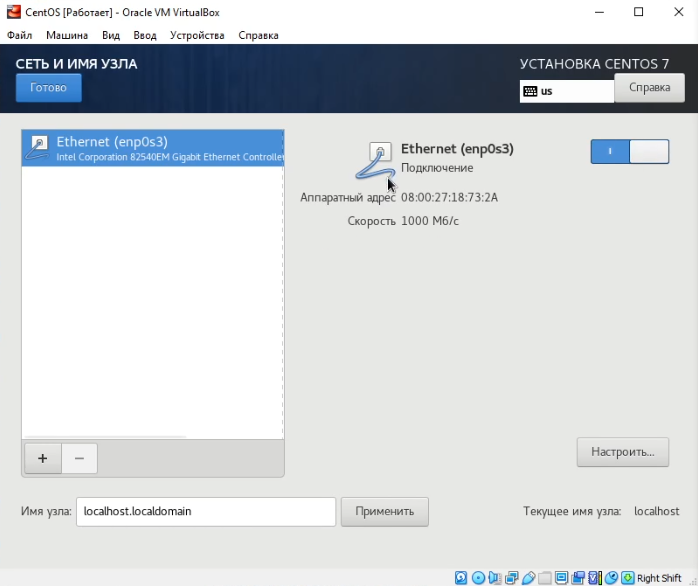 CentOS [Работает] - Oracle VM VirtualBox
Файл Машина Вид Ввод Устройства Справка
СЕТЬ И ИМЯ УЗЛА
УСТАНОВКА CENTOS 7
Готово
us
Справка
Ethernet (enp0s3)
Intel Corporation 82540EM Gigabit Ethernet Controller
Ethernet (enp0s3)
Подключение
Аппаратный адрес 08:00:27:18:73:2A
Скорость 1000 Мб/с
Настроить...
Имя узла: localhost.localdomain
Применить
Текущее имя узла: localhost
Right Shift